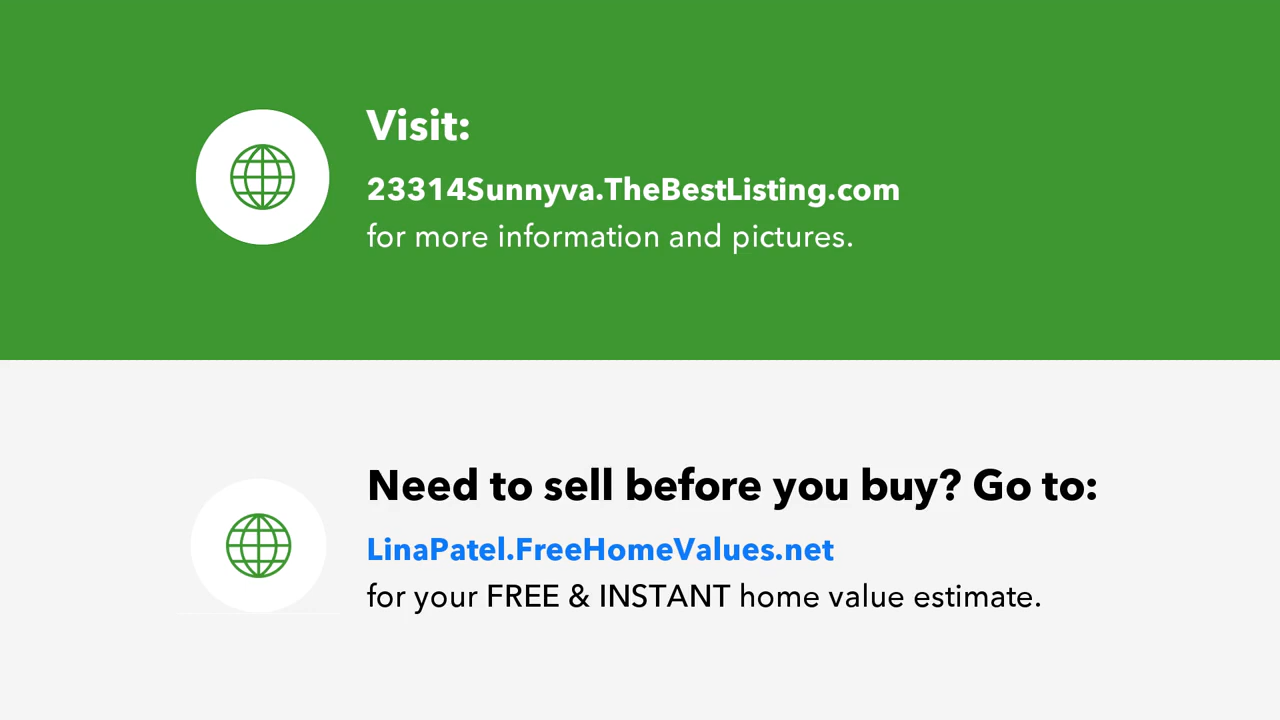 Visit:
23314Sunnyva.TheBestListing.com
for more information and pictures.
Need to sell before you buy? Go to:
LinaPatel.FreeHomeValues.net
for your FREE & INSTANT home value estimate.